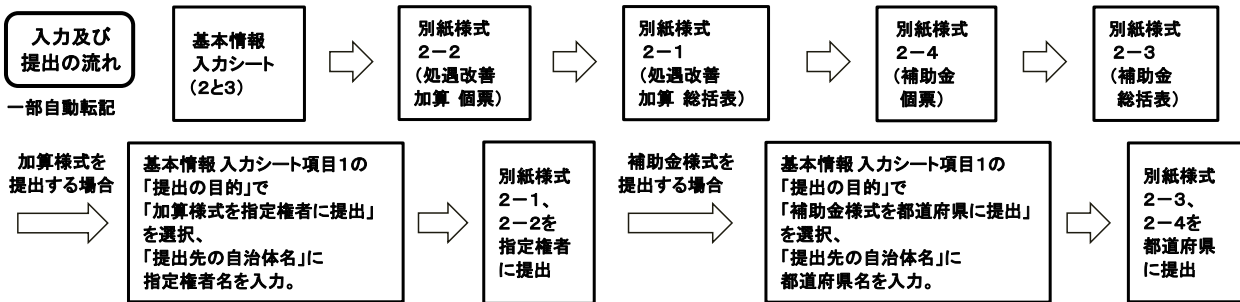 入力及び
提出の流れ
一部自動転記
基本情報
入力シート
(2と3)
別紙様式
2－2
(処遇改善
加算 個票)
別紙様式
2－1
(処遇改善
加算 総括表)
別紙様式
2－4
(補助金
個票)
別紙様式
2－3
(補助金
総括表)
加算様式を
提出する場合
基本情報 入力シート項目1の
「提出の目的」で
「加算様式を指定権者に提出」
を選択、
「提出先の自治体名」に
指定権者名を入力。
別紙様式
2－1、
2－2を
指定権者
に提出
補助金様式を
提出する場合
基本情報 入力シート項目1の
「提出の目的」で
「補助金様式を都道府県に提出」
を選択、
「提出先の自治体名」に
都道府県名を入力。
別紙様式
2－3、
2－4を
都道府県
に提出